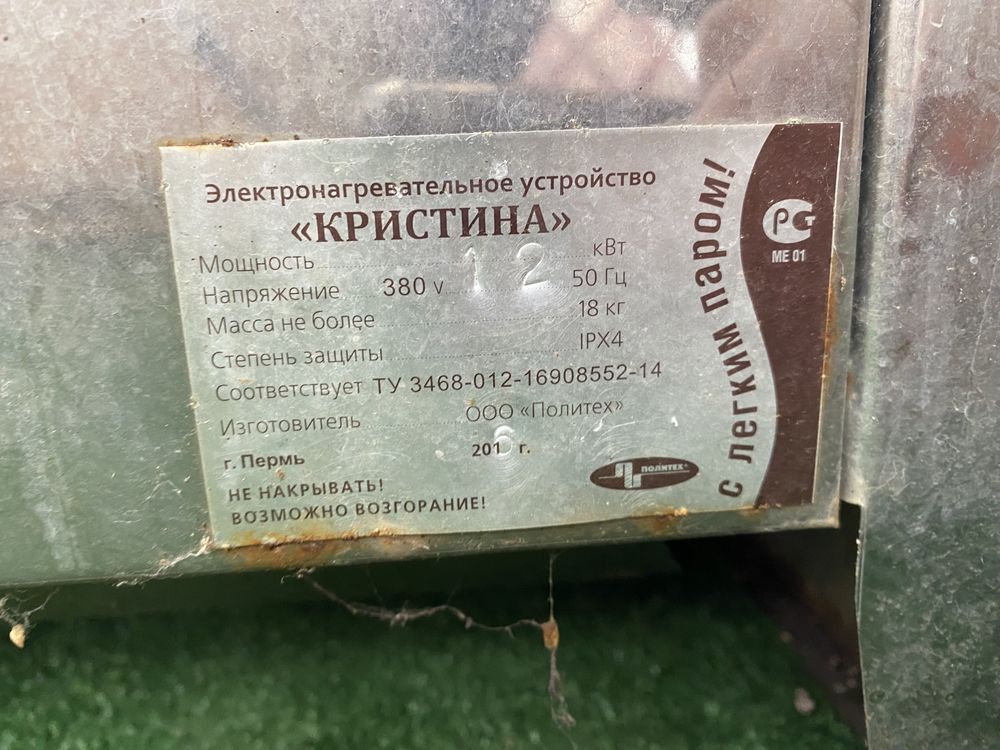 Электронагревательное устройство
«КРИСТИНА»
Мощность 12 кВт
Напряжение 380 v 50 Гц
Масса не более 18 кг
Степень защиты IPX4
Соответствует ТУ 3468-012-16908552-14
Изготовитель ООО «Политех»
г. Пермь 2016 г.
НЕ НАКРЫВАТЬ!
ВОЗМОЖНО ВОЗГОРАНИЕ!
ПОЛИТЕХ®
С легким паром!
РСТ
ME 01